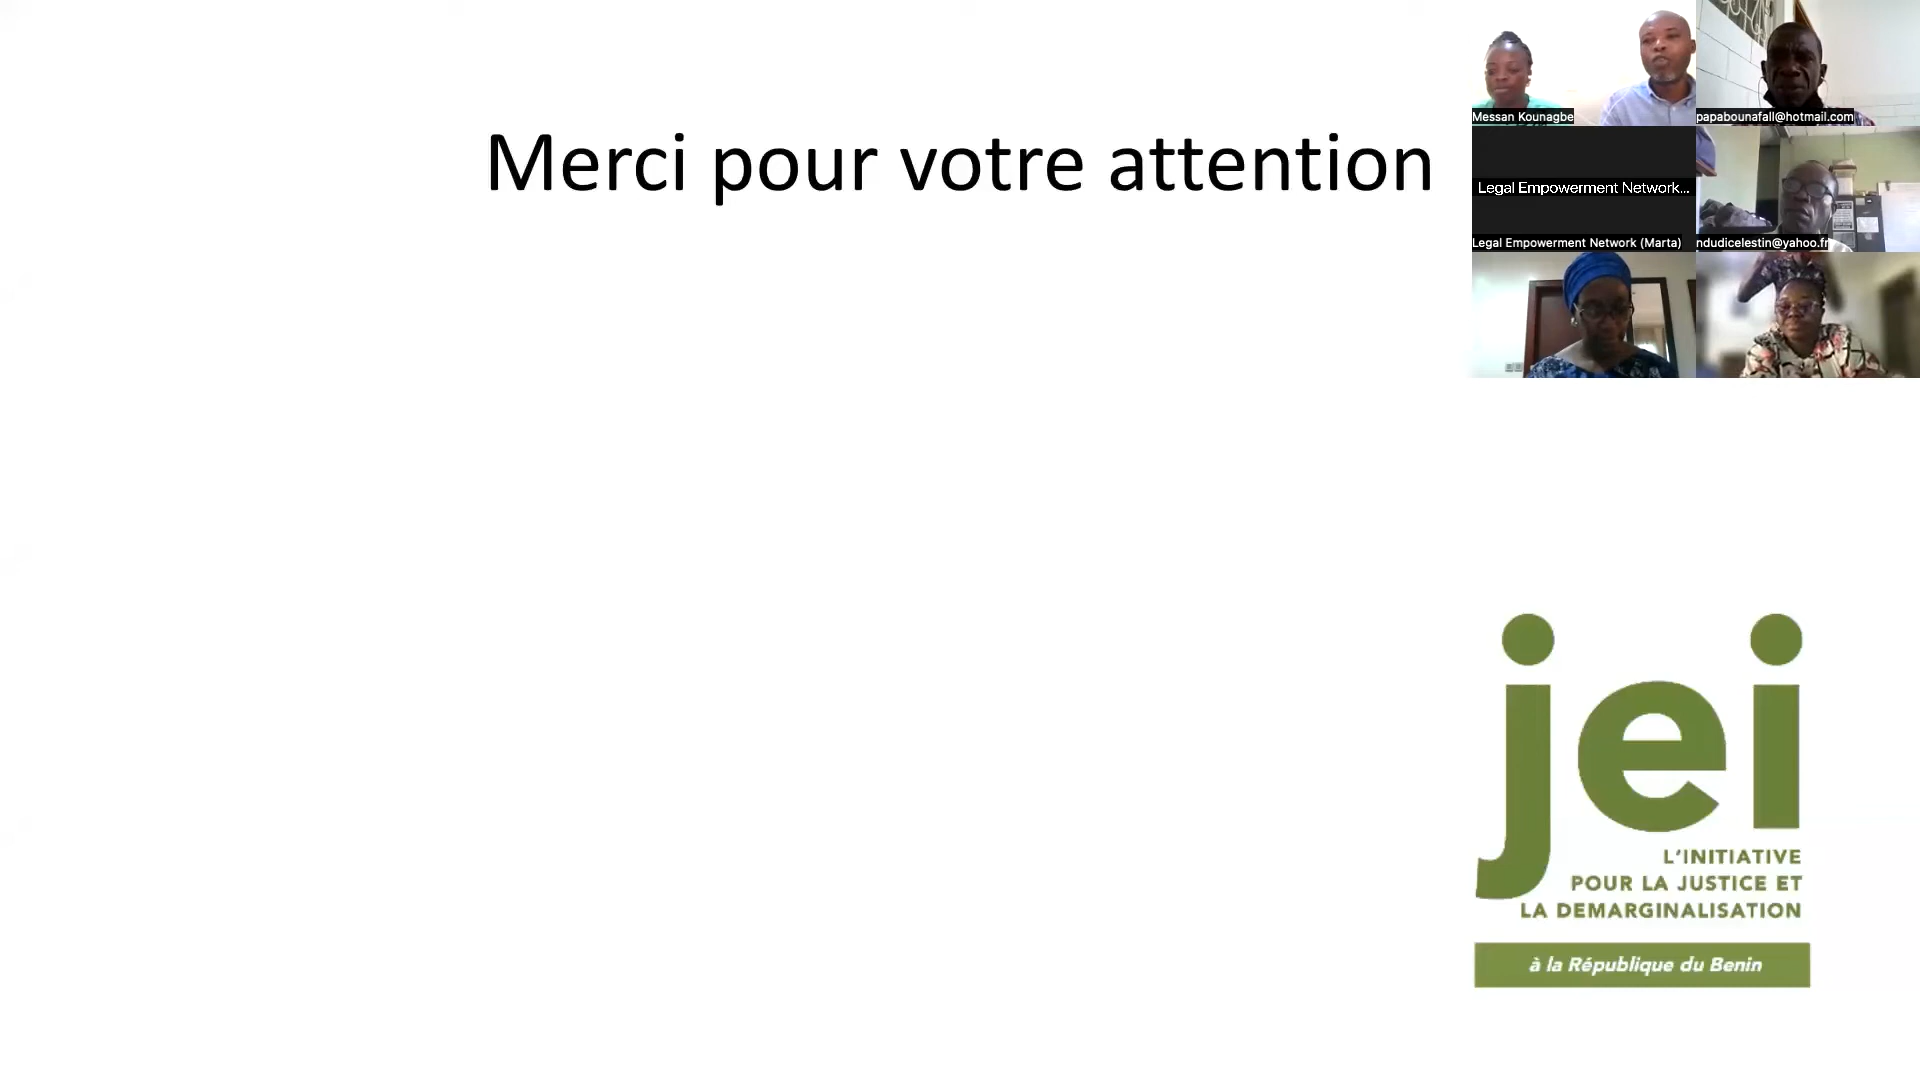 Merci pour votre attention
Messan Kounagbe
papabounafall@hotmail.com
Legal Empowerment Network...
Legal Empowerment Network (Marta)
ndudicelestin@yahoo.fr
jei
L'INITIATIVE
POUR LA JUSTICE ET
LA DEMARGINALISATION
à la République du Benin